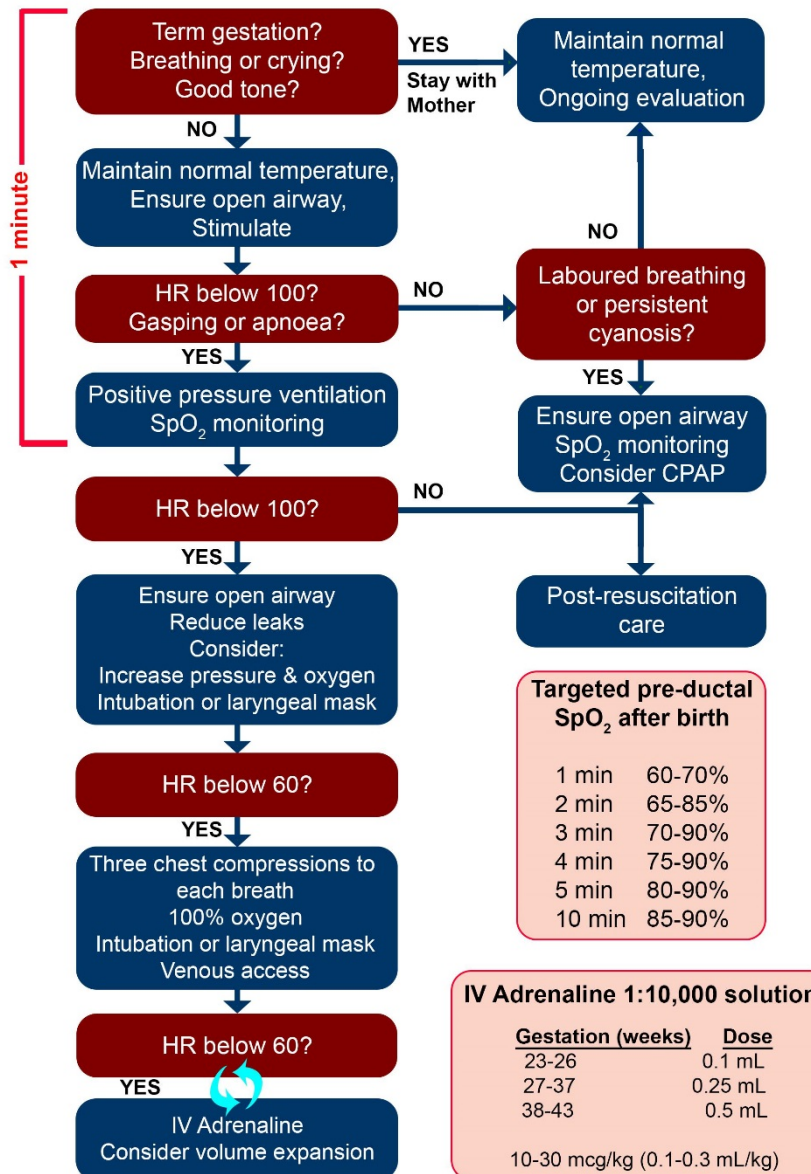 1 minute
Term gestation?
Breathing or crying?
Good tone?
YES
Stay with
Mother
Maintain normal
temperature,
Ongoing evaluation
NO
Maintain normal temperature,
Ensure open airway,
Stimulate
NO
HR below 100?
Gasping or apnoea?
NO
Laboured breathing
or persistent
cyanosis?
YES
YES
Positive pressure ventilation
SpO₂ monitoring
Ensure open airway
SpO₂ monitoring
Consider CPAP
HR below 100?
NO
YES
Ensure open airway
Reduce leaks
Consider:
Increase pressure & oxygen
Intubation or laryngeal mask
Post-resuscitation
care
HR below 60?
YES
Three chest compressions to
each breath
100% oxygen
Intubation or laryngeal mask
Venous access
HR below 60?
YES
IV Adrenaline
Consider volume expansion
Targeted pre-ductal
SpO₂ after birth
1 min 60-70%
2 min 65-85%
3 min 70-90%
4 min 75-90%
5 min 80-90%
10 min 85-90%
IV Adrenaline 1:10,000 solution
Gestation (weeks) Dose
23-26 0.1 mL
27-37 0.25 mL
38-43 0.5 mL
10-30 mcg/kg (0.1-0.3 mL/kg)